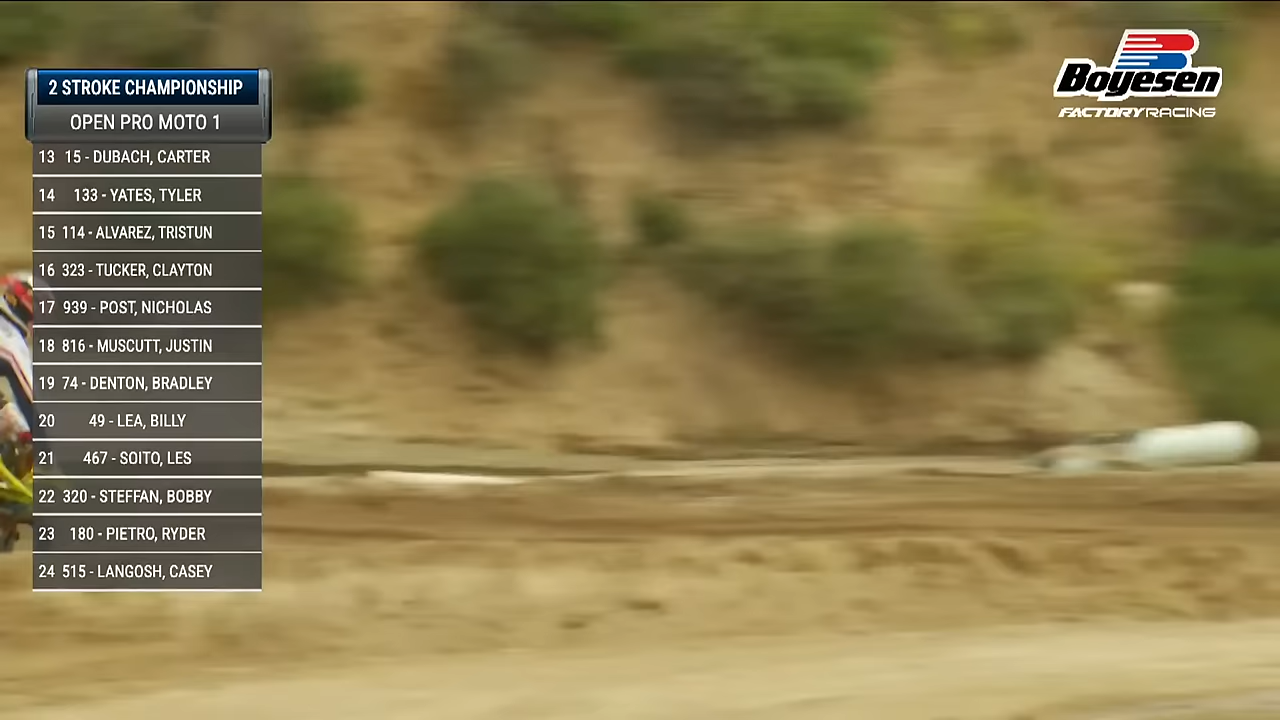 2 STROKE CHAMPIONSHIP
OPEN PRO MOTO 1
13 15 - DUBACH, CARTER
14 133 - YATES, TYLER
15 114 - ALVAREZ, TRISTUN
16 323 - TUCKER, CLAYTON
17 939 - POST, NICHOLAS
18 816 - MUSCUTT, JUSTIN
19 74 - DENTON, BRADLEY
20 49 - LEA, BILLY
21 467 - SOITO, LES
22 320 - STEFFAN, BOBBY
23 180 - PIETRO, RYDER
24 515 - LANGOSH, CASEY
Boyesen
FACTORY RACING